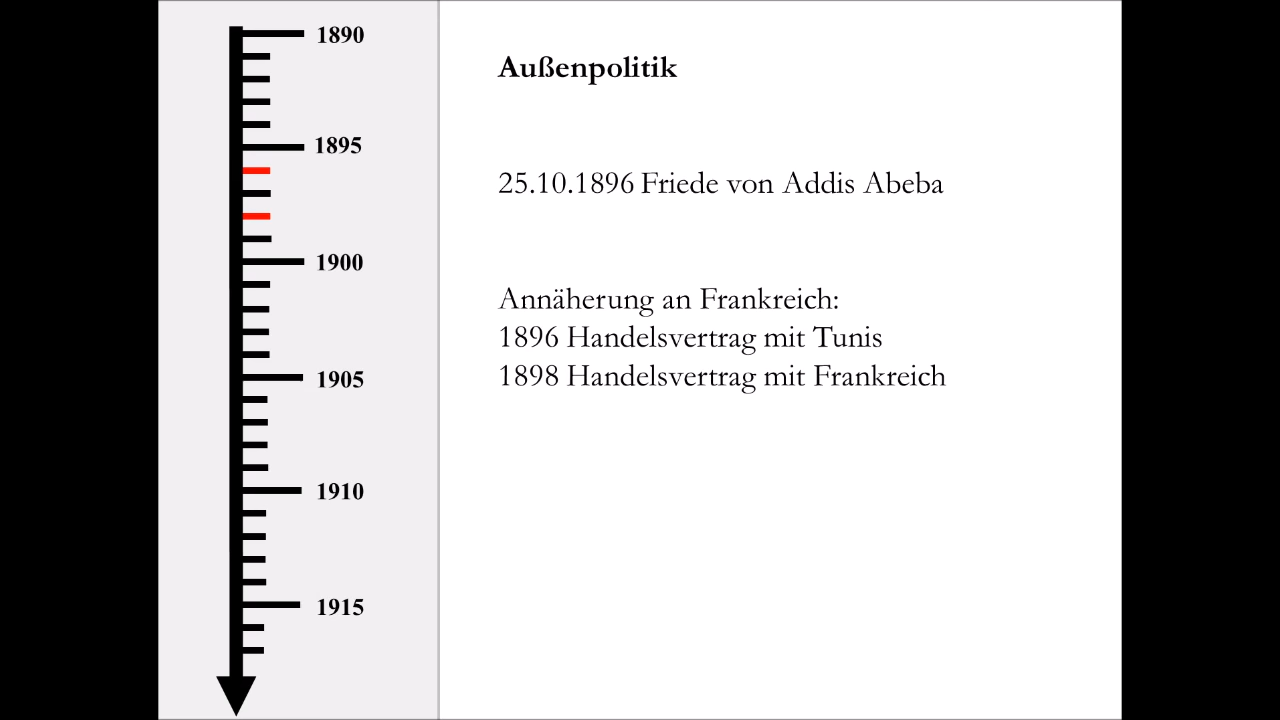 1890
1895
1900
1905
1910
1915
Außenpolitik
25.10.1896 Friede von Addis Abeba
Annäherung an Frankreich:
1896 Handelsvertrag mit Tunis
1898 Handelsvertrag mit Frankreich